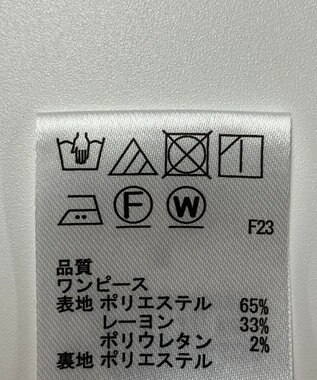 F W
F23
品質
ワンピース
表地 ポリエステル 65%
レーヨン 33%
ポリウレタン 2%
裏地 ポリエステル